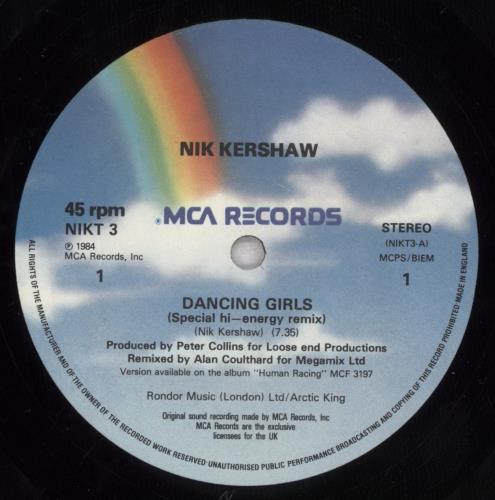 NIK KERSHAW
MCA RECORDS
45 rpm
NIKT 3
℗ 1984
MCA Records, Inc
1
STEREO
(NIKT3-A)
MCPS/BIEM
1
DANCING GIRLS
(Special hi—energy remix)
(Nik Kershaw) (7.35)
Produced by Peter Collins for Loose end Productions
Remixed by Alan Coulthard for Megamix Ltd
Version available on the album "Human Racing" MCF 3197
Rondor Music (London) Ltd/Arctic King
Original sound recording made by MCA Records, Inc
MCA Records are the exclusive
licensees for the UK
ALL RIGHTS OF THE MANUFACTURER AND OF THE OWNER OF THE RECORDED WORK RESERVED·UNAUTHORISED PUBLIC PERFORMANCE BROADCASTING AND COPYING OF THIS RECORD PROHIBITED·MADE IN ENGLAND